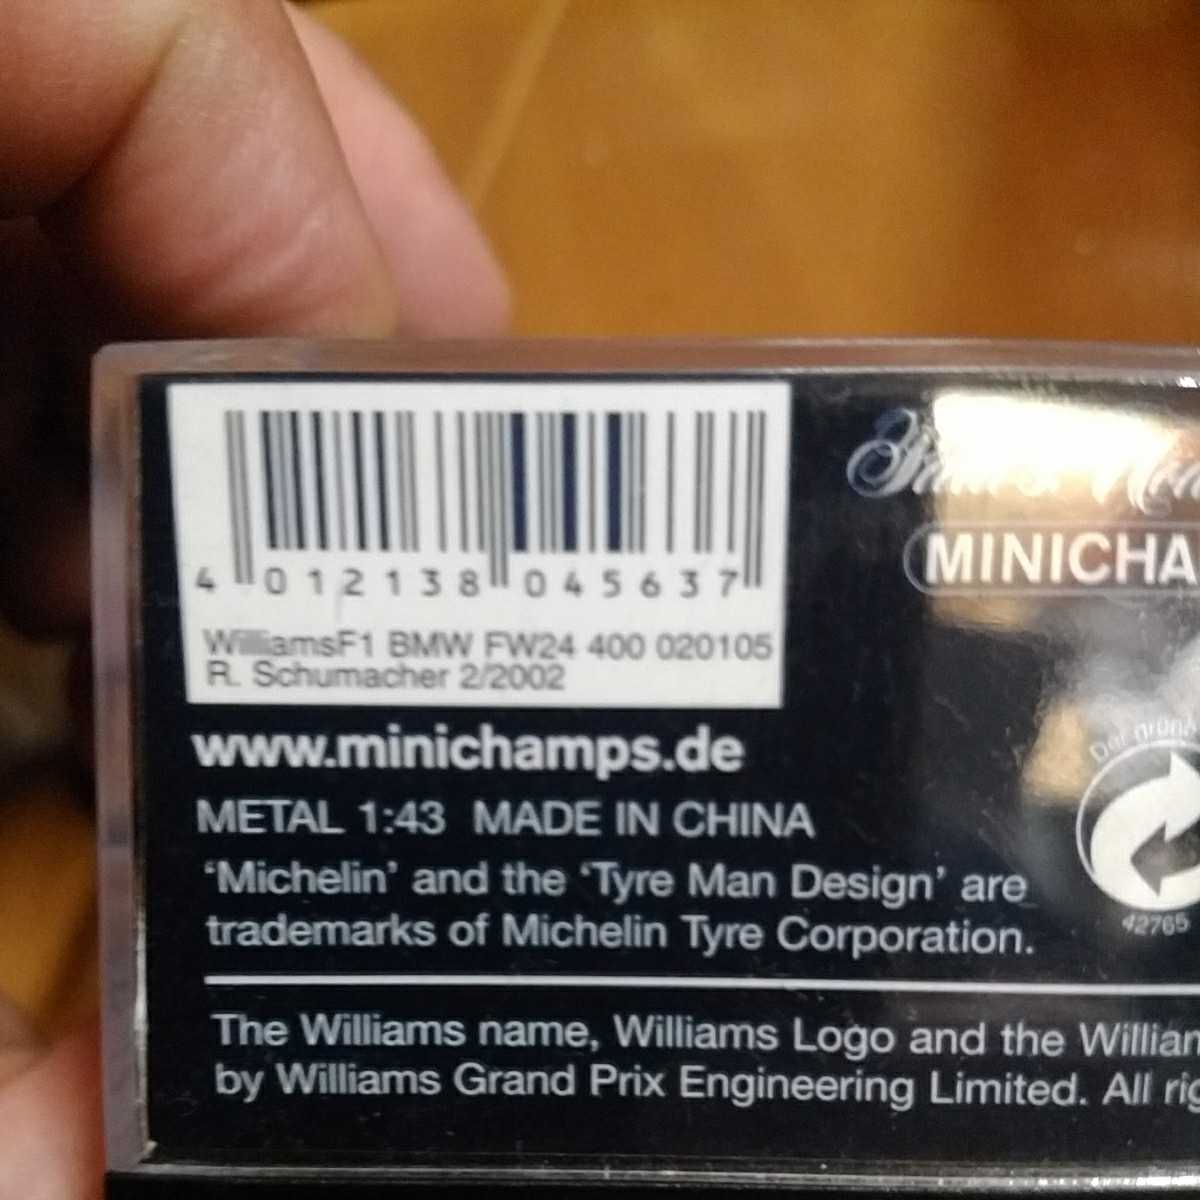 4 012138 045637
WilliamsF1 BMW FW24 400 020105
R. Schumacher 2/2002
MINICHA
www.minichamps.de
METAL 1:43 MADE IN CHINA
'Michelin' and the 'Tyre Man Design' are
trademarks of Michelin Tyre Corporation.
Der
42765
The Williams name, Williams Logo and the William
by Williams Grand Prix Engineering Limited. All rig